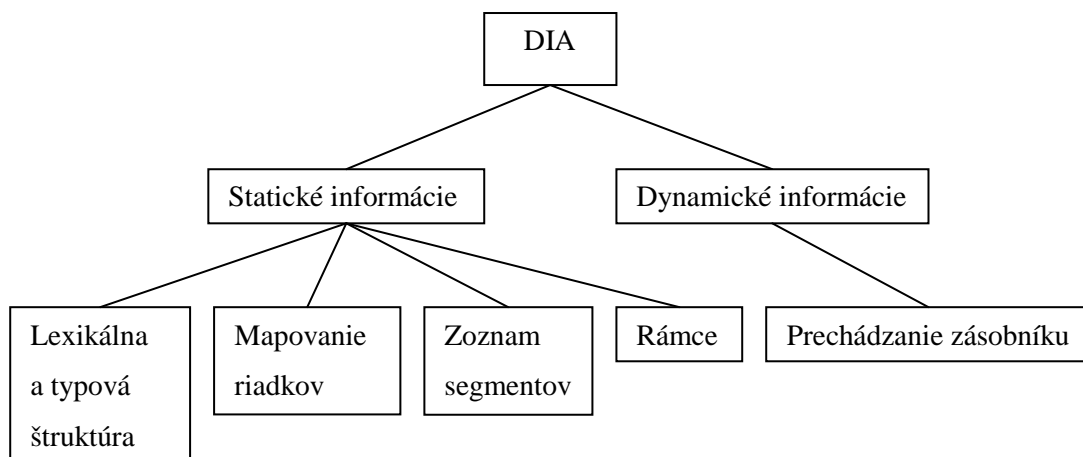 DIA
Statické informácie
Dynamické informácie
Lexikálna
a typová
štruktúra
Mapovanie
riadkov
Zoznam
segmentov
Rámce
Prechádzanie zásobníku